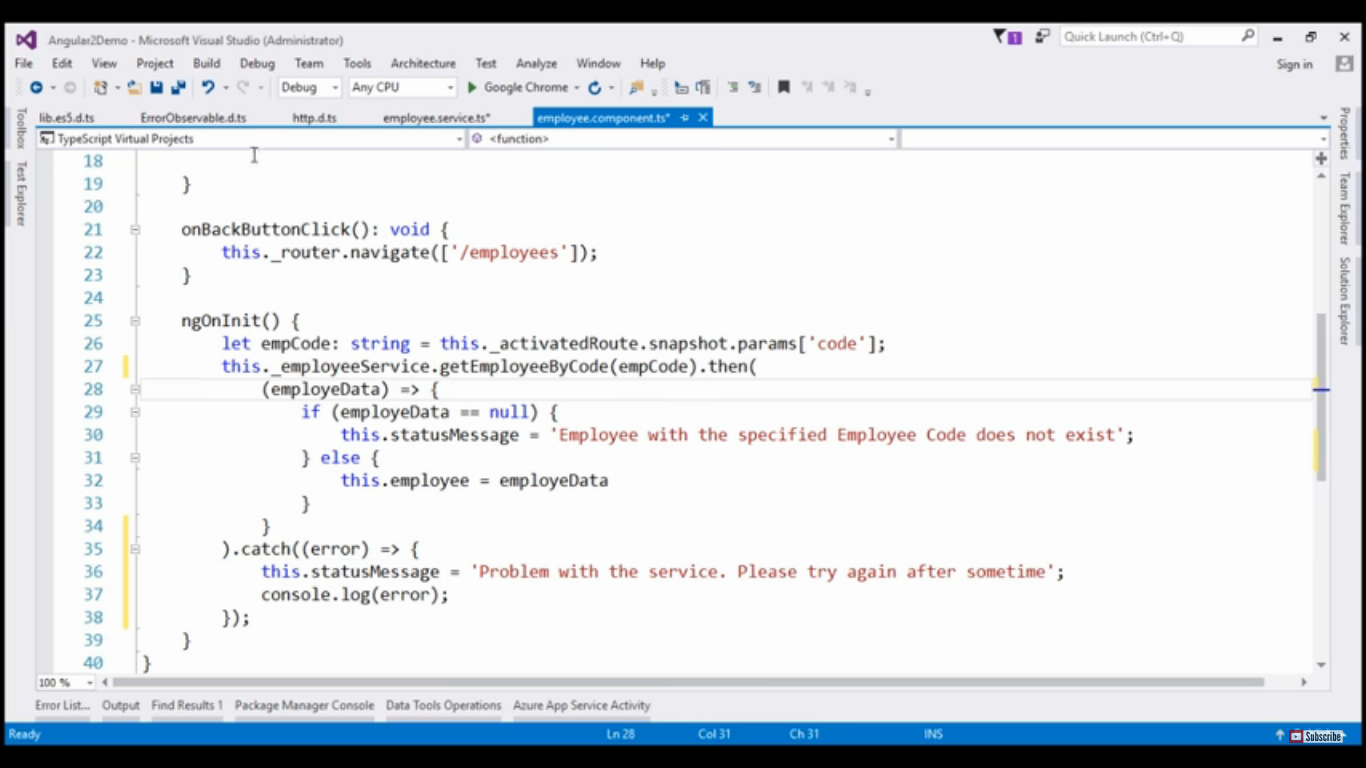 Angular2Demo - Microsoft Visual Studio (Administrator)
1
Quick Launch (Ctrl+Q)
File Edit View Project Build Debug Team Tools Architecture Test Analyze Window Help
Sign in
Debug Any CPU Google Chrome
lib.es5.d.ts ErrorObservable.d.ts http.d.ts employee.service.ts* employee.component.ts*
TypeScript Virtual Projects <function>
Toolbox
Test Explorer
Properties
Team Explorer
Solution Explorer
18
19 }
20
21 onBackButtonClick(): void {
22 this._router.navigate(['/employees']);
23 }
24
25 ngOnInit() {
26 let empCode: string = this._activatedRoute.snapshot.params['code'];
27 this._employeeService.getEmployeeByCode(empCode).then(
28 (employeData) => {
29 if (employeData == null) {
30 this.statusMessage = 'Employee with the specified Employee Code does not exist';
31 } else {
32 this.employee = employeData
33 }
34 }
35 ).catch((error) => {
36 this.statusMessage = 'Problem with the service. Please try again after sometime';
37 console.log(error);
38 });
39 }
40 }
100 %
Error List... Output Find Results 1 Package Manager Console Data Tools Operations Azure App Service Activity
Ready Ln 28 Col 31 Ch 31 INS
Subscribe